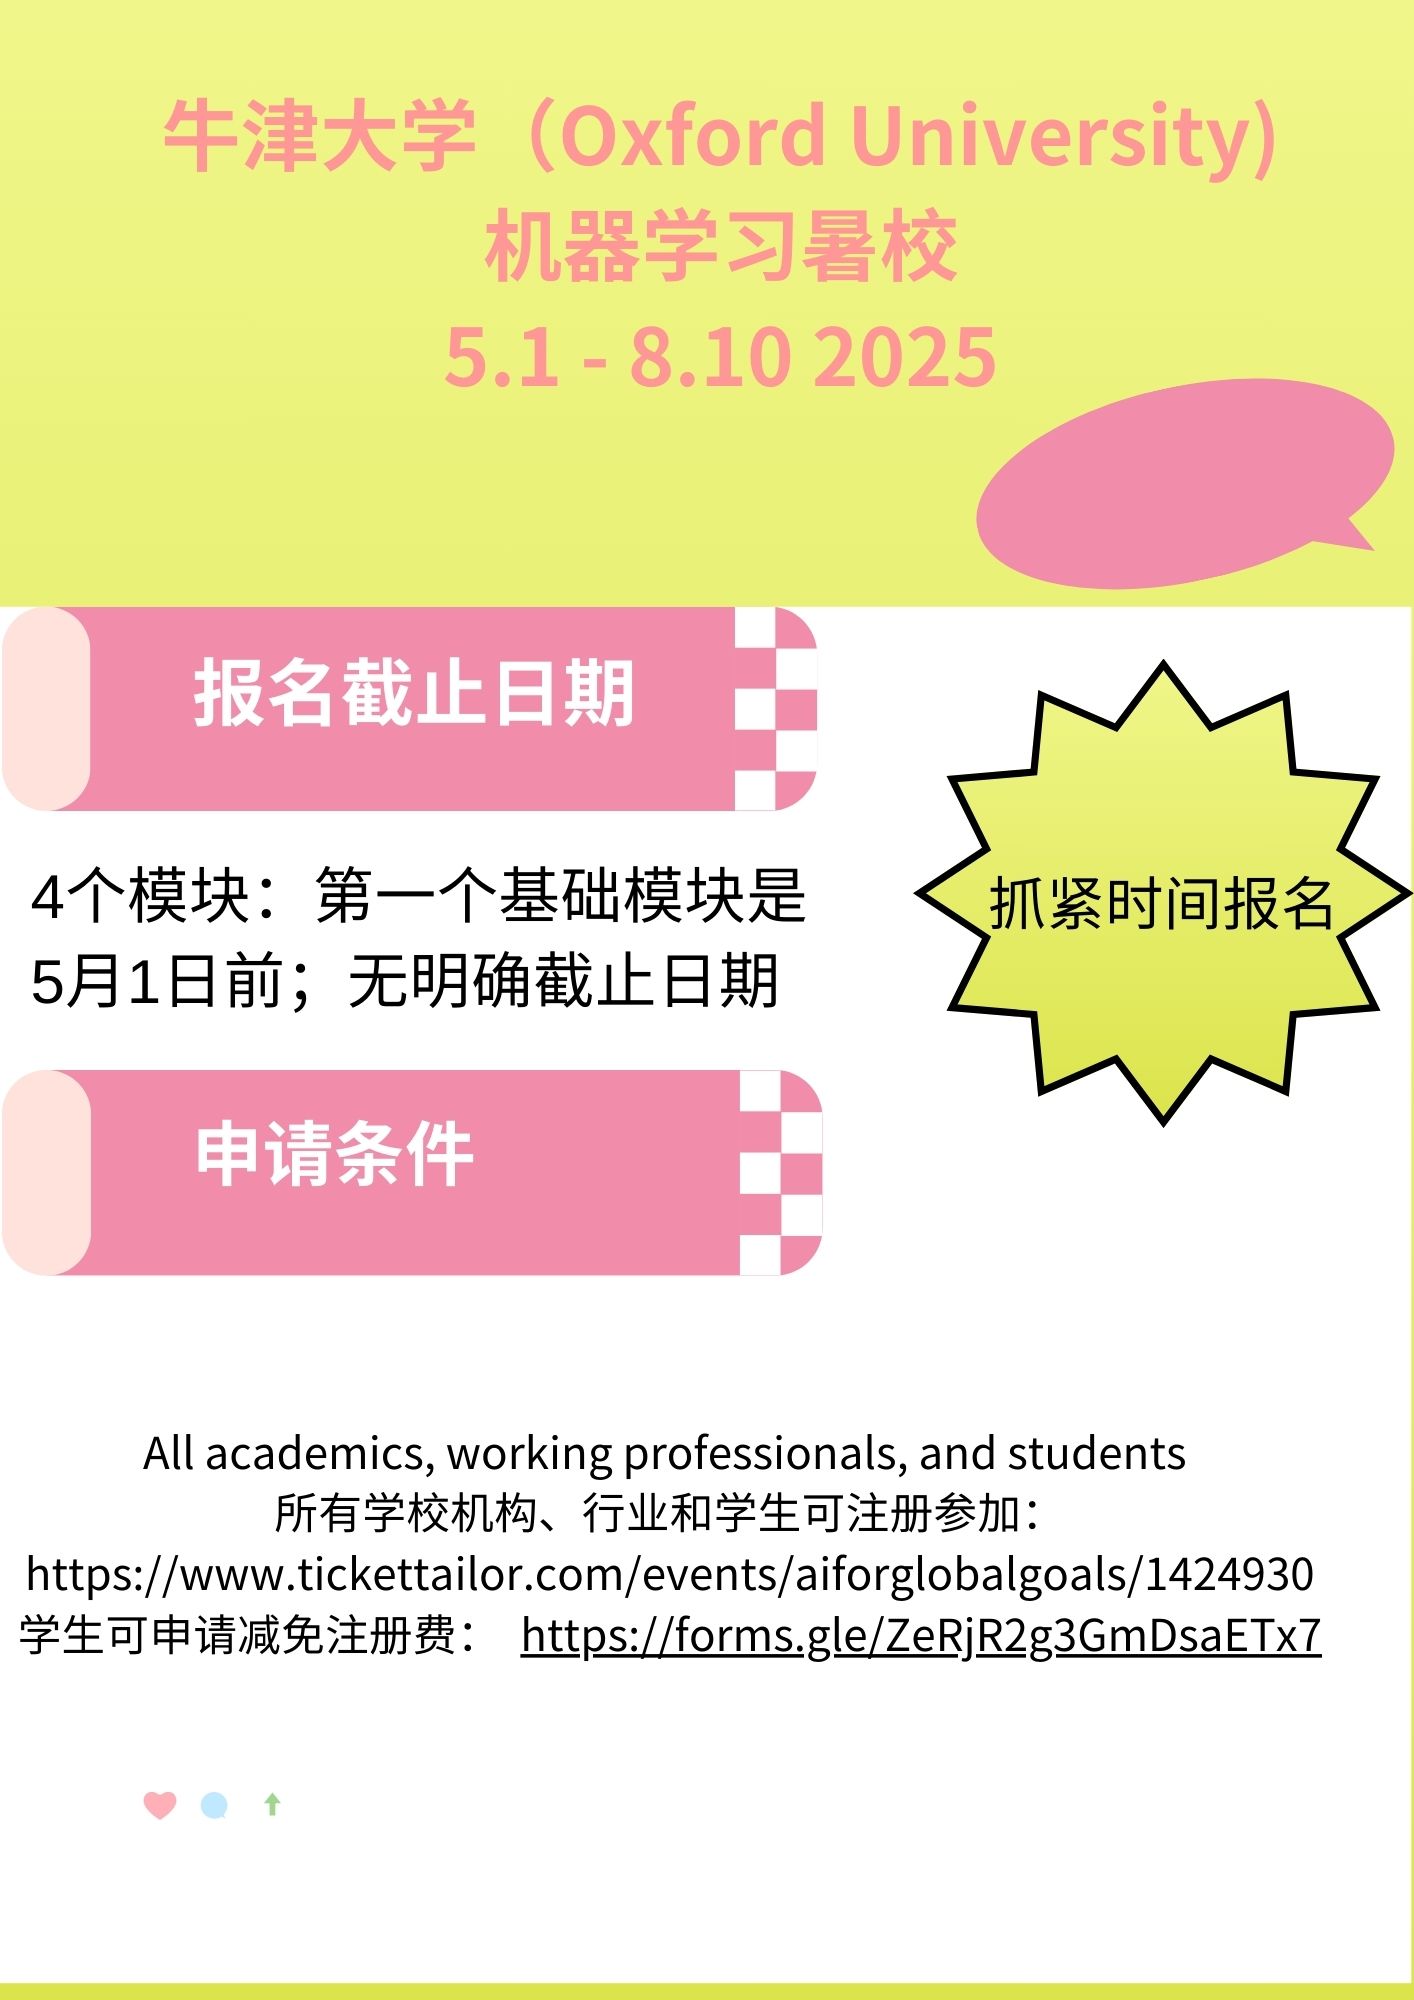 牛津大学（Oxford University)
机器学习暑校
5.1 - 8.10 2025
报名截止日期
4个模块：第一个基础模块是
5月1日前；无明确截止日期
抓紧时间报名
申请条件
All academics, working professionals, and students
所有学校机构、行业和学生可注册参加：
https://www.tickettailor.com/events/aiforglobalgoals/1424930
学生可申请减免注册费： https://forms.gle/ZeRjR2g3GmDsaETx7